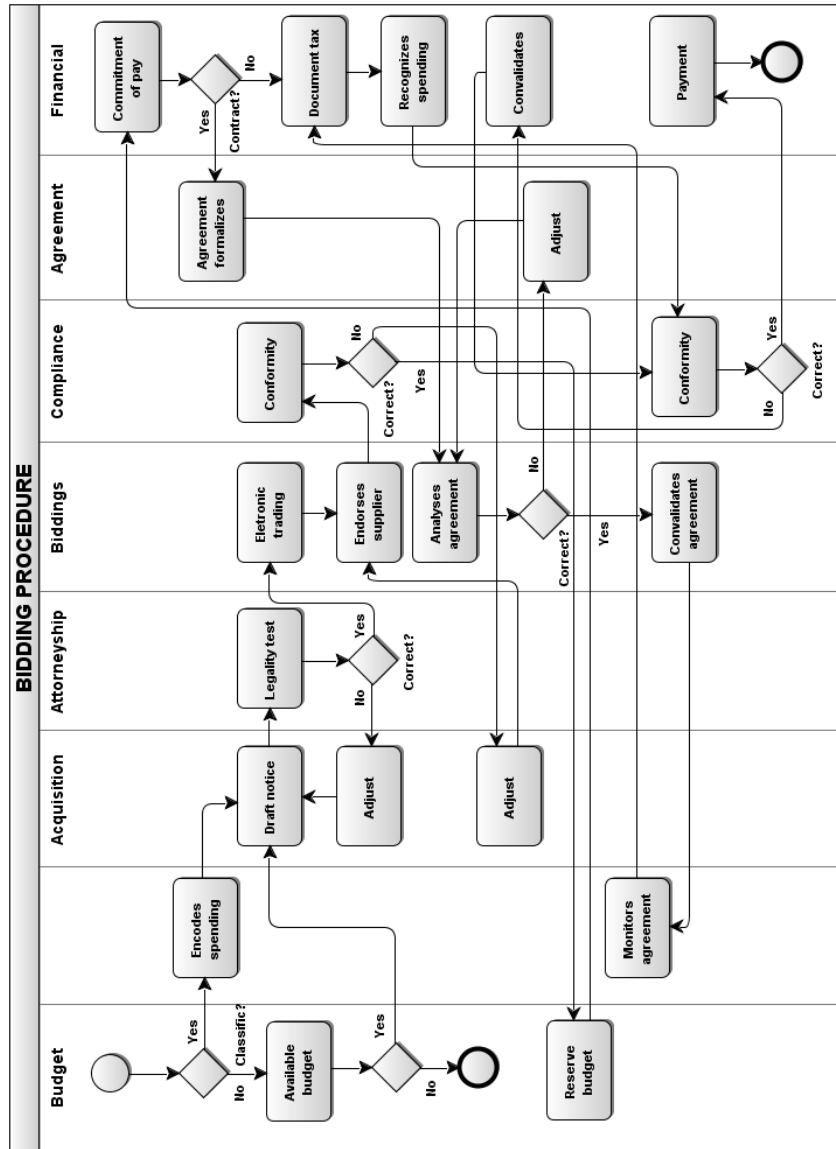 BIDDING PROCEDURE
Budget
Acquisition
Attorneyship
Biddings
Compliance
Agreement
Financial
Yes
Classific?
No
Available
budget
Yes
No
Reserve
budget
Encodes
spending
Monitors
agreement
Draft notice
Adjust
Adjust
Legality test
No
Yes
Correct?
Eletronic
trading
Endorses
supplier
Analyses
agreement
No
Correct?
Yes
Convalidates
agreement
Conformity
No
Correct?
Yes
Conformity
No
Yes
Correct?
Agreement
formalizes
Adjust
Commitment
of pay
Yes
No
Contract?
Document tax
Recognizes
spending
Convalidates
Payment